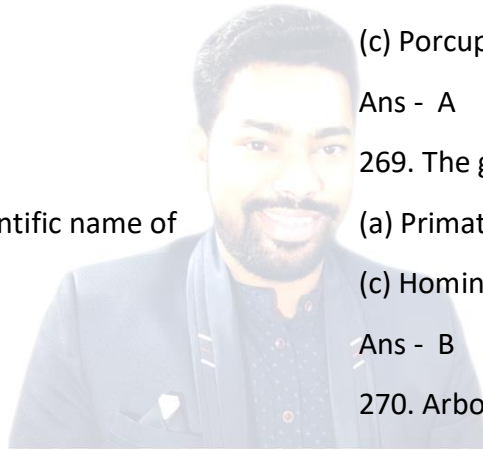 (c) Porcup
Ans - A
269. The g
ntific name of
(a) Primat
(c) Homin
Ans - B
270. Arbo